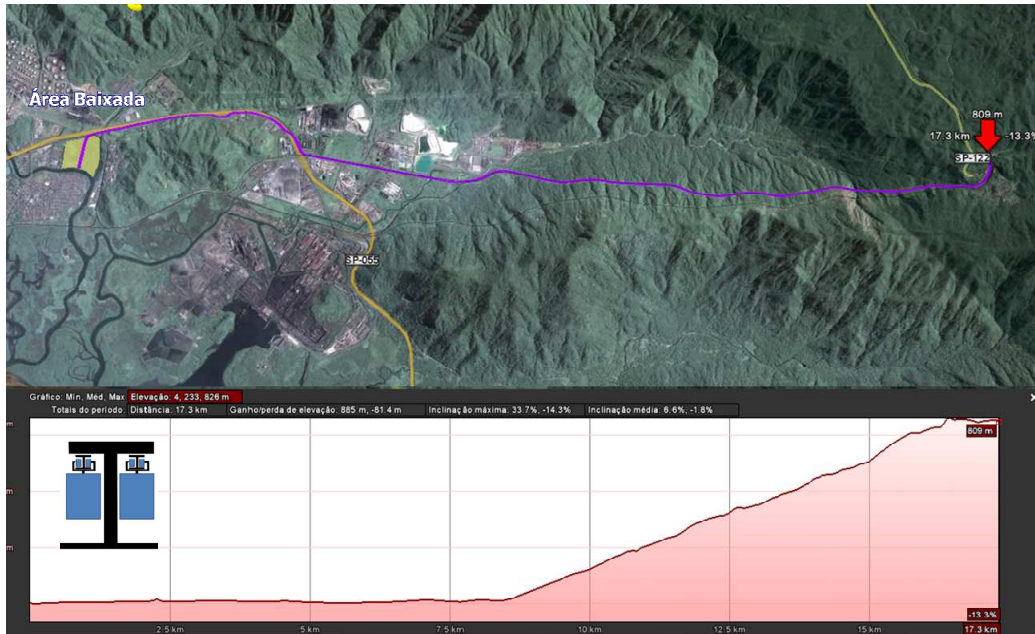 Área Baixada
809 m
17.3 km
-13.3%
SP-122
SP-055
Gráfico: Mín, Méd, Max Elevação: 4, 233, 826 m
Totais do período: Distância: 17.3 km Ganho/perda de elevação: 885 m, -81.4 m Inclinação máxima: 33.7%, -14.3% Inclinação média: 6.6%, -1.8%
809 m
m
m
m
-13.3%
2.5 km 5 km 7.5 km 10 km 12.5 km 15 km 17.3 km